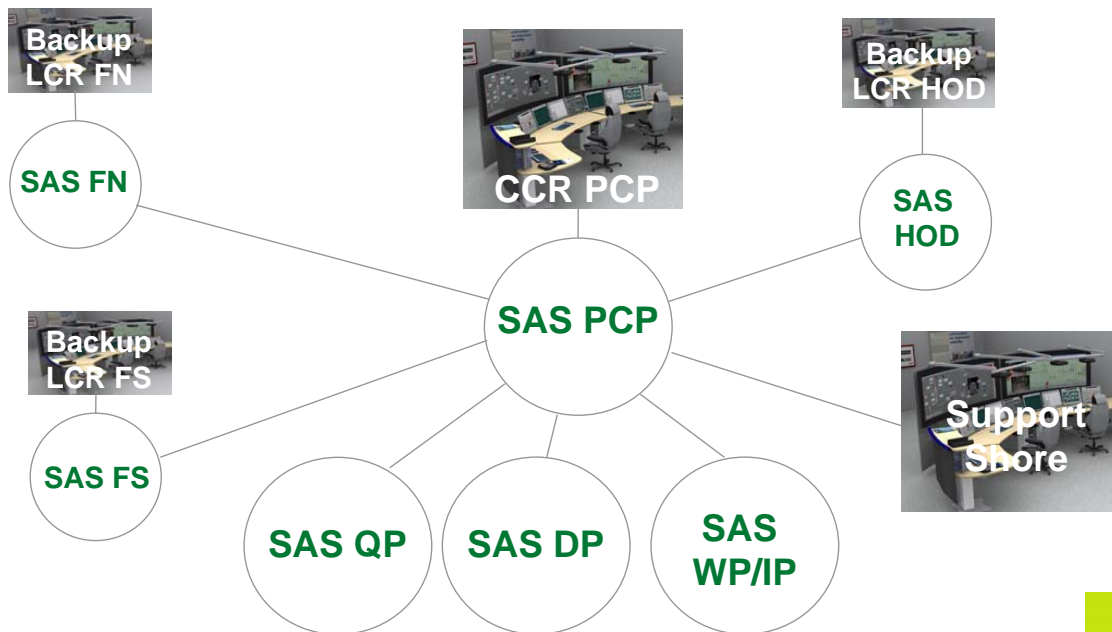 Backup
LCR FN
SAS FN
CCR PCP
Backup
LCR HOD
SAS
HOD
SAS PCP
Backup
LCR FS
SAS FS
Support
Shore
SAS QP
SAS DP
SAS
WP/IP